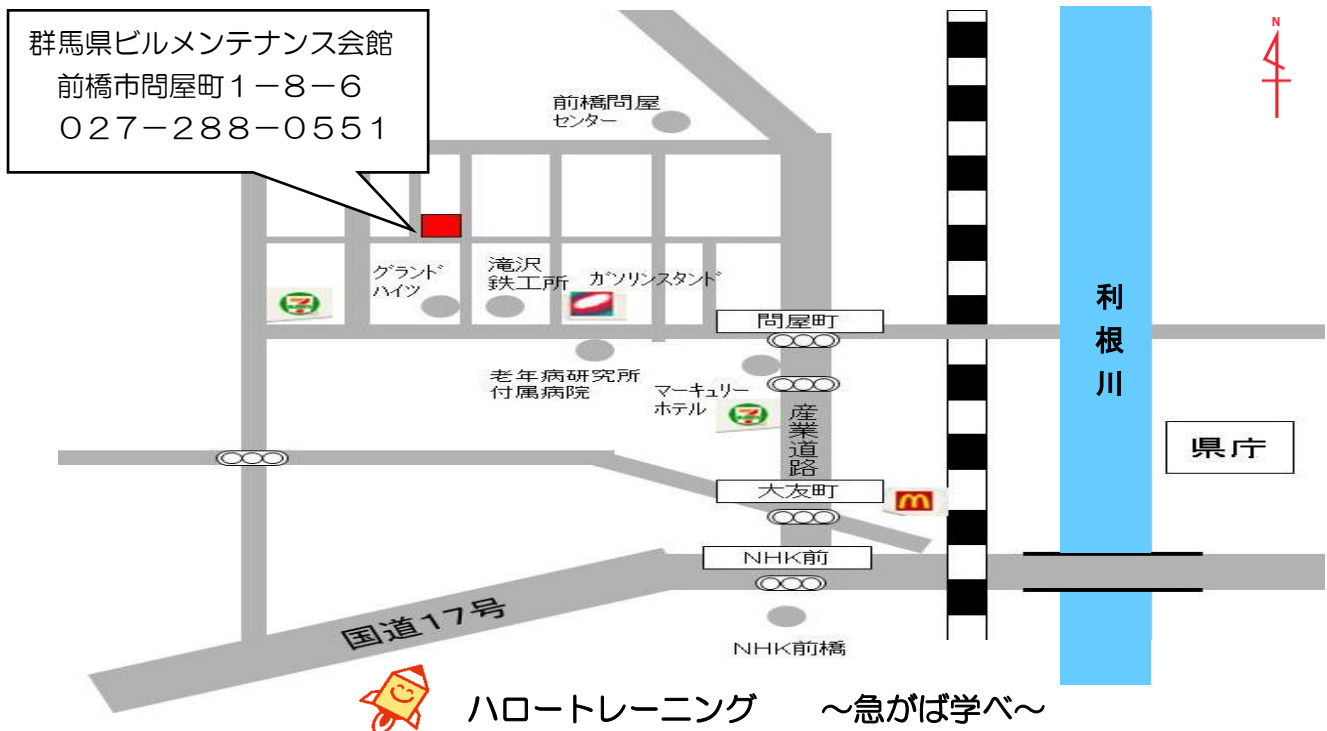 群馬県ビルメンテナンス会館
前橋市問屋町1－8－6
027－288－0551
N
前橋問屋
センター
グランド
ハイツ
滝沢
鉄工所
ガソリンスタンド
問屋町
利根川
老年病研究所
付属病院
マーキュリー
ホテル
産業道路
県庁
大友町
NHK前
国道17号
NHK前橋
ハロートレーニング　～急がば学べ～